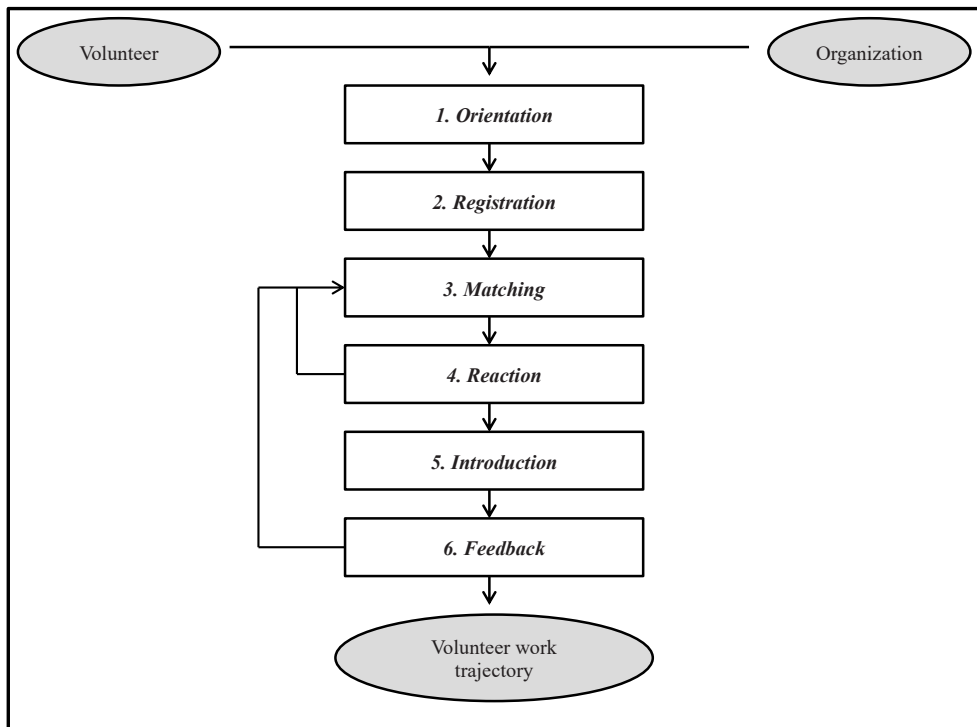 Volunteer
Organization
1. Orientation
2. Registration
3. Matching
4. Reaction
5. Introduction
6. Feedback
Volunteer work
trajectory